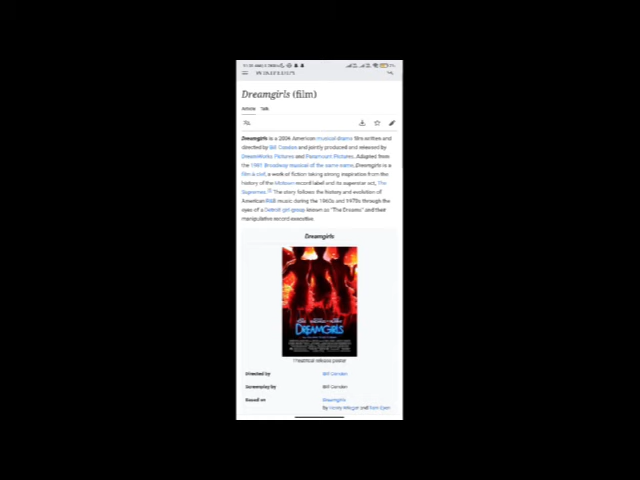 Dreamgirls (film)
Article Talk
Dreamgirls is a 2006 American musical drama film written and
directed by Bill Condon and jointly produced and released by
DreamWorks Pictures and Paramount Pictures. Adapted from
the 1981 Broadway musical of the same name, Dreamgirls is a
film à clef, a work of fiction taking strong inspiration from the
history of the Motown record label and its superstar act, The
Supremes. The story follows the history and evolution of
American R&B music during the 1960s and 1970s through the
eyes of a Detroit girl group known as "The Dreams" and their
manipulative record executive.
Dreamgirls
DREAMGIRLS
Theatrical release poster
Directed by Bill Condon
Screenplay by Bill Condon
Based on Dreamgirls
by Henry Krieger and Tom Eyen